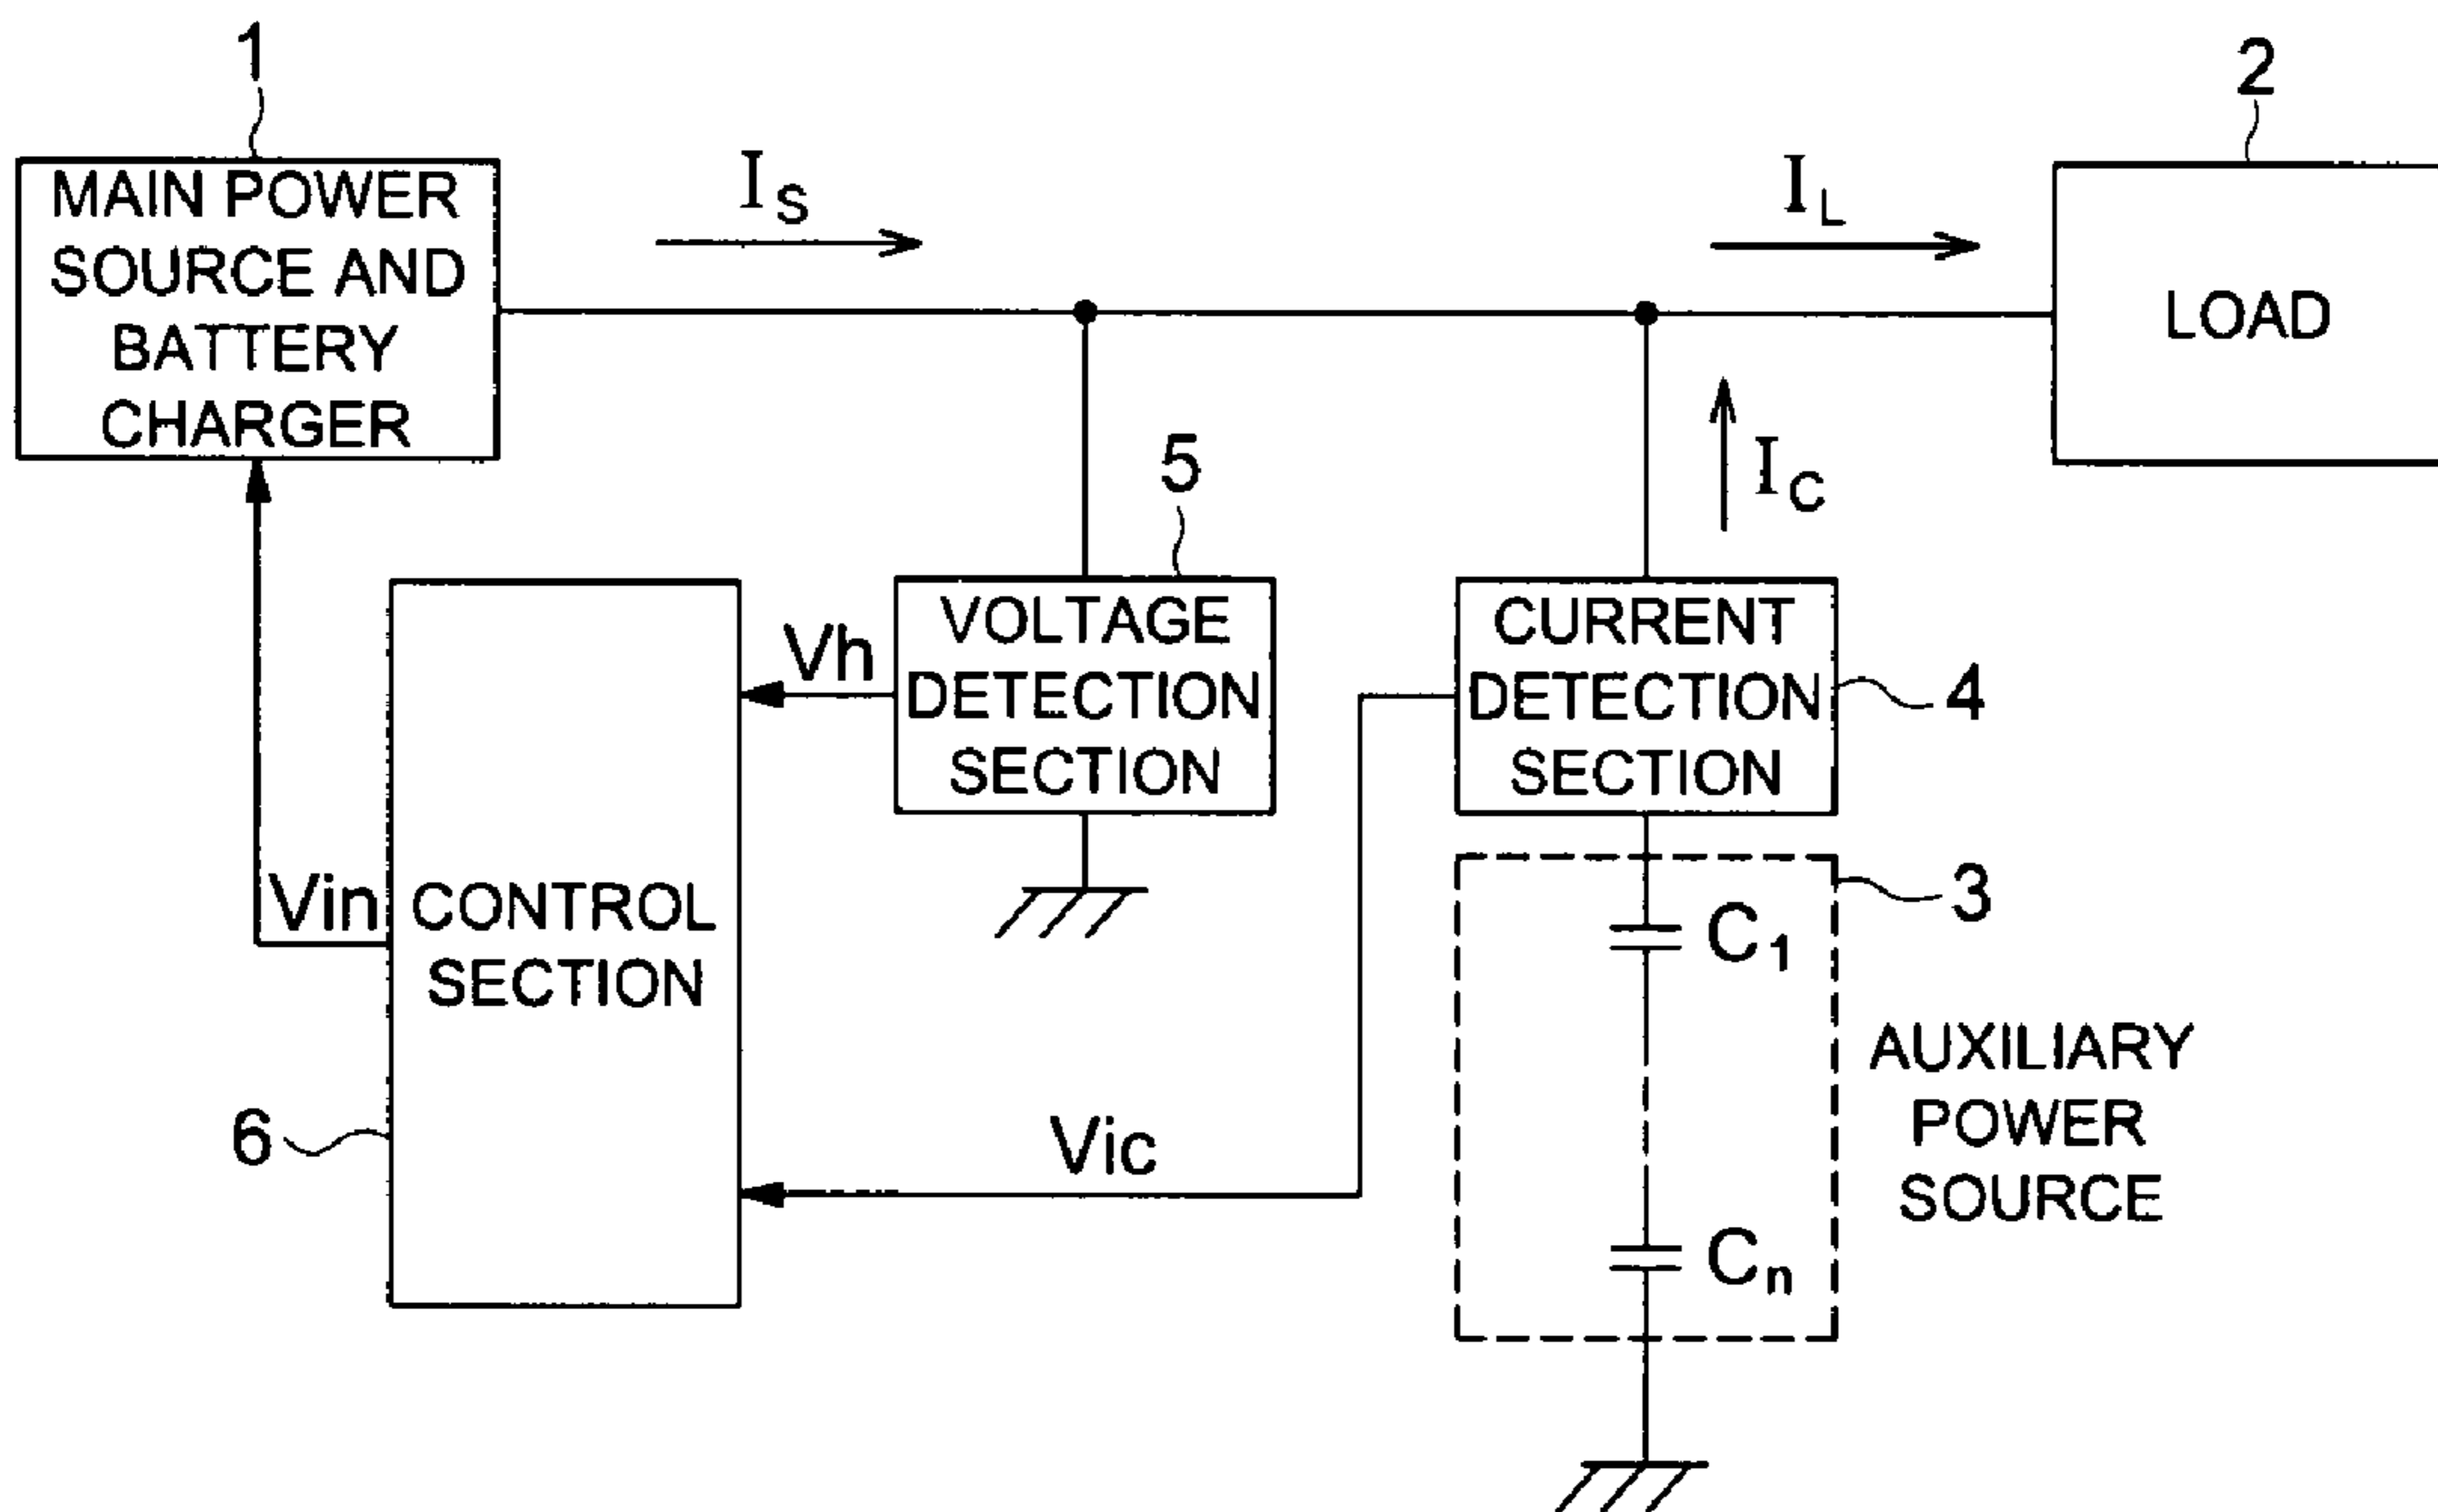 1
2
MAIN POWER
SOURCE AND
BATTERY
CHARGER
I_S
I_L
LOAD
I_C
5
VOLTAGE
DETECTION
SECTION
CURRENT
DETECTION
SECTION
4
Vh
Vin
CONTROL
SECTION
3
C_1
AUXILIARY
POWER
SOURCE
6
Vic
C_n